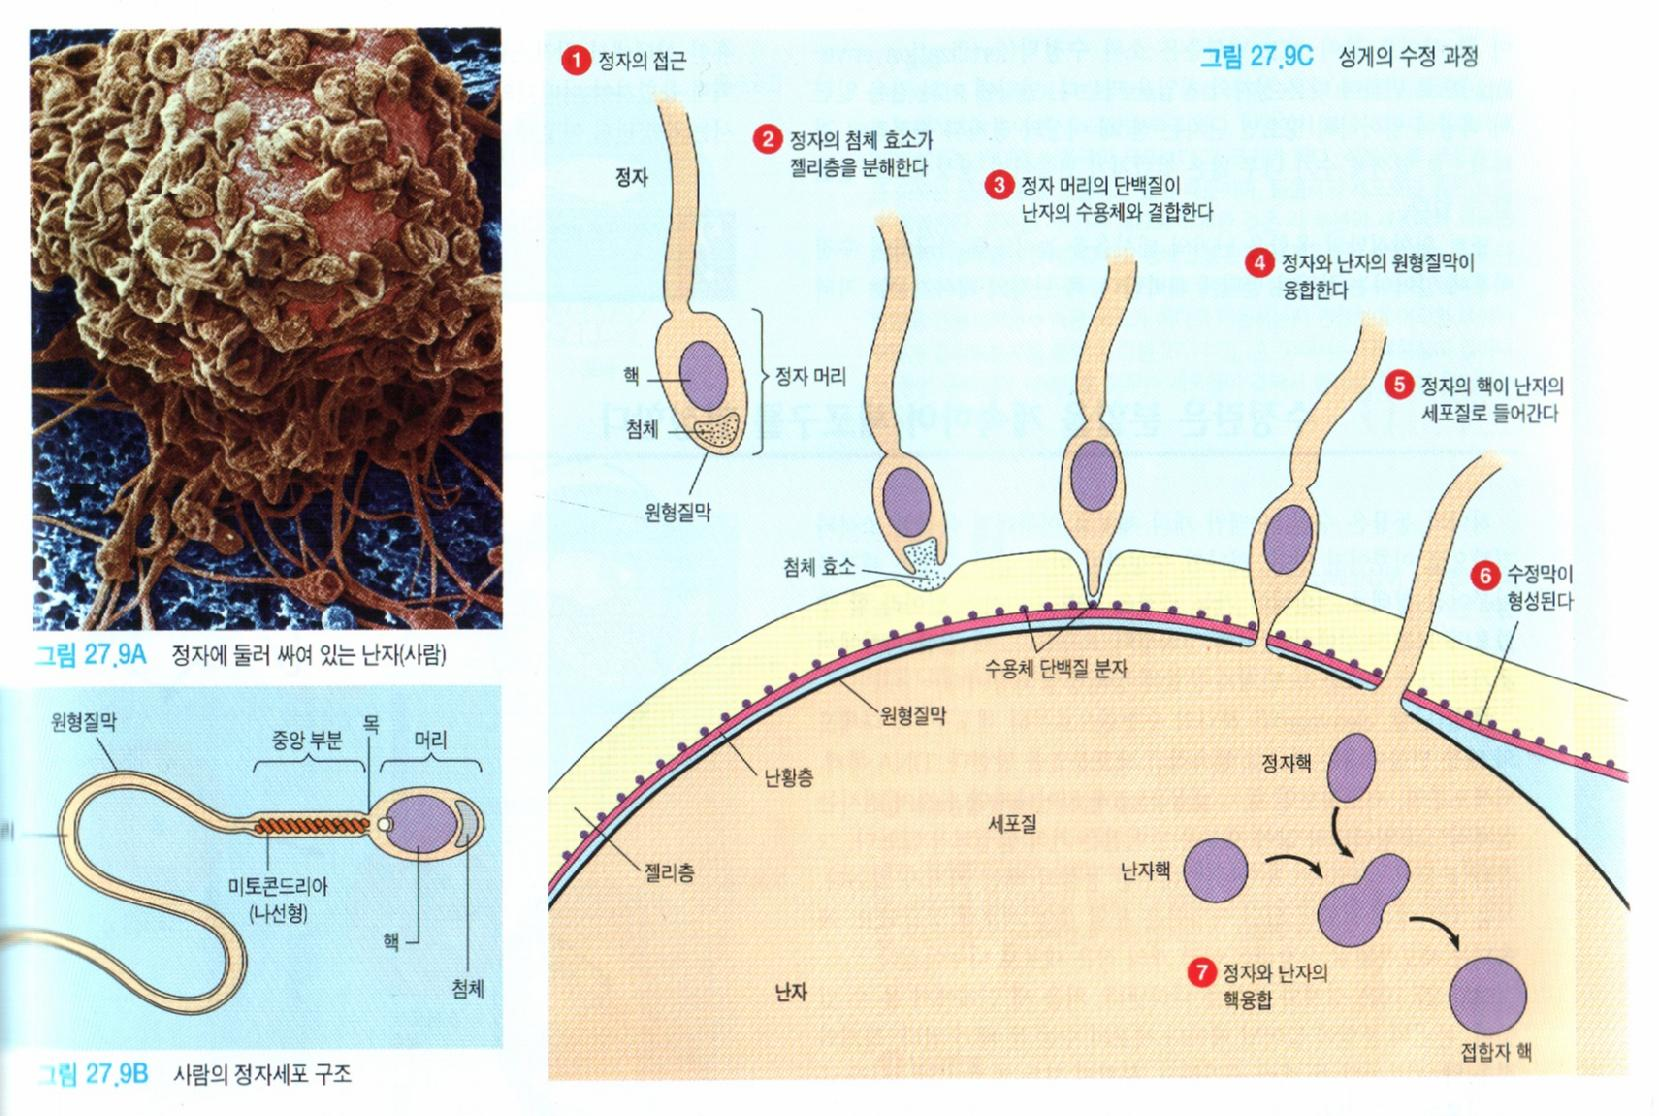 그림 27.9A 정자에 둘러 싸여 있는 난자(사람)
원형질막
중앙 부분
목
머리
미토콘드리아
(나선형)
핵
첨체
그림 27.9B 사람의 정자세포 구조
그림 27.9C 성게의 수정 과정
1 정자의 접근
정자
핵
첨체
정자 머리
원형질막
2 정자의 첨체 효소가
젤리층을 분해한다
첨체 효소
3 정자 머리의 단백질이
난자의 수용체와 결합한다
4 정자와 난자의 원형질막이
융합한다
5 정자의 핵이 난자의
세포질로 들어간다
6 수정막이
형성된다
수용체 단백질 분자
원형질막
난황층
젤리층
세포질
정자핵
난자핵
7 정자와 난자의
핵융합
난자
접합자 핵